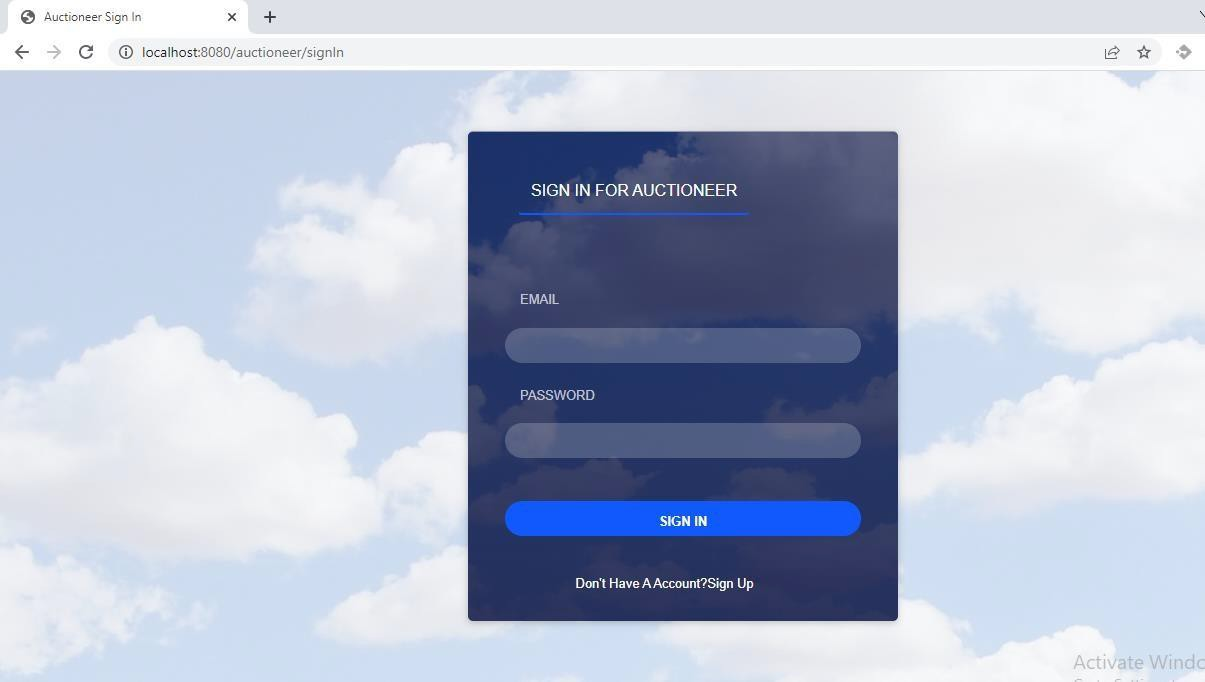 Auctioneer Sign In
localhost:8080/auctioneer/signIn
SIGN IN FOR AUCTIONEER
EMAIL
PASSWORD
SIGN IN
Don't Have A Account?Sign Up
Activate